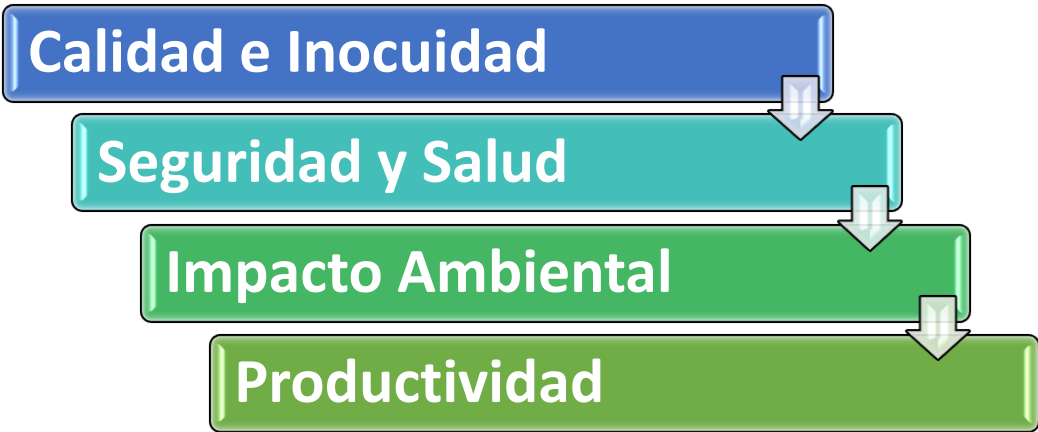 Calidad e Inocuidad
Seguridad y Salud
Impacto Ambiental
Productividad